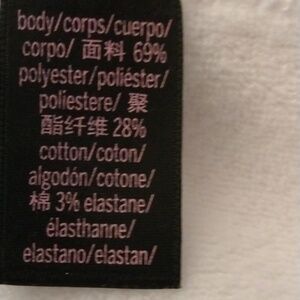 body/corps/cuerpo/
corpo/ 面料 69%
polyester/poliéster/
poliestere/ 聚
酯纤维 28%
cotton/coton/
algodón/cotone/
棉 3% elastane/
élasthanne/
elastano/elastan/